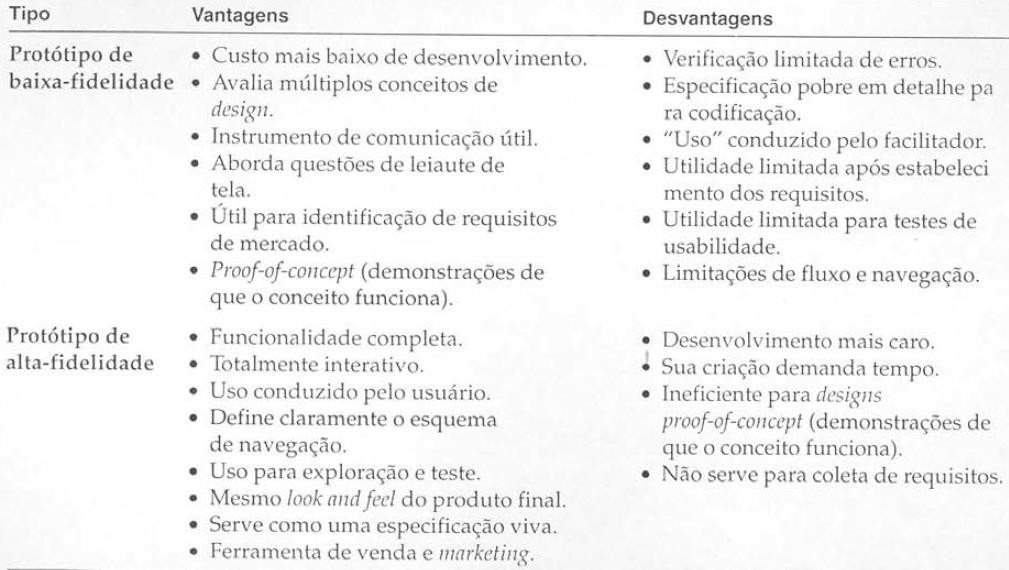 Tipo Vantagens Desvantagens
Protótipo de
baixa-fidelidade
• Custo mais baixo de desenvolvimento.
• Avalia múltiplos conceitos de
design.
• Instrumento de comunicação útil.
• Aborda questões de leiaute de
tela.
• Útil para identificação de requisitos
de mercado.
• Proof-of-concept (demonstrações de
que o conceito funciona).
• Verificação limitada de erros.
• Especificação pobre em detalhe pa
ra codificação.
• "Uso" conduzido pelo facilitador.
• Utilidade limitada após estabeleci
mento dos requisitos.
• Utilidade limitada para testes de
usabilidade.
• Limitações de fluxo e navegação.
Protótipo de
alta-fidelidade
• Funcionalidade completa.
• Totalmente interativo.
• Uso conduzido pelo usuário.
• Define claramente o esquema
de navegação.
• Uso para exploração e teste.
• Mesmo look and feel do produto final.
• Serve como uma especificação viva.
• Ferramenta de venda e marketing.
• Desenvolvimento mais caro.
• Sua criação demanda tempo.
• Ineficiente para designs
proof-of-concept (demonstrações de
que o conceito funciona).
• Não serve para coleta de requisitos.